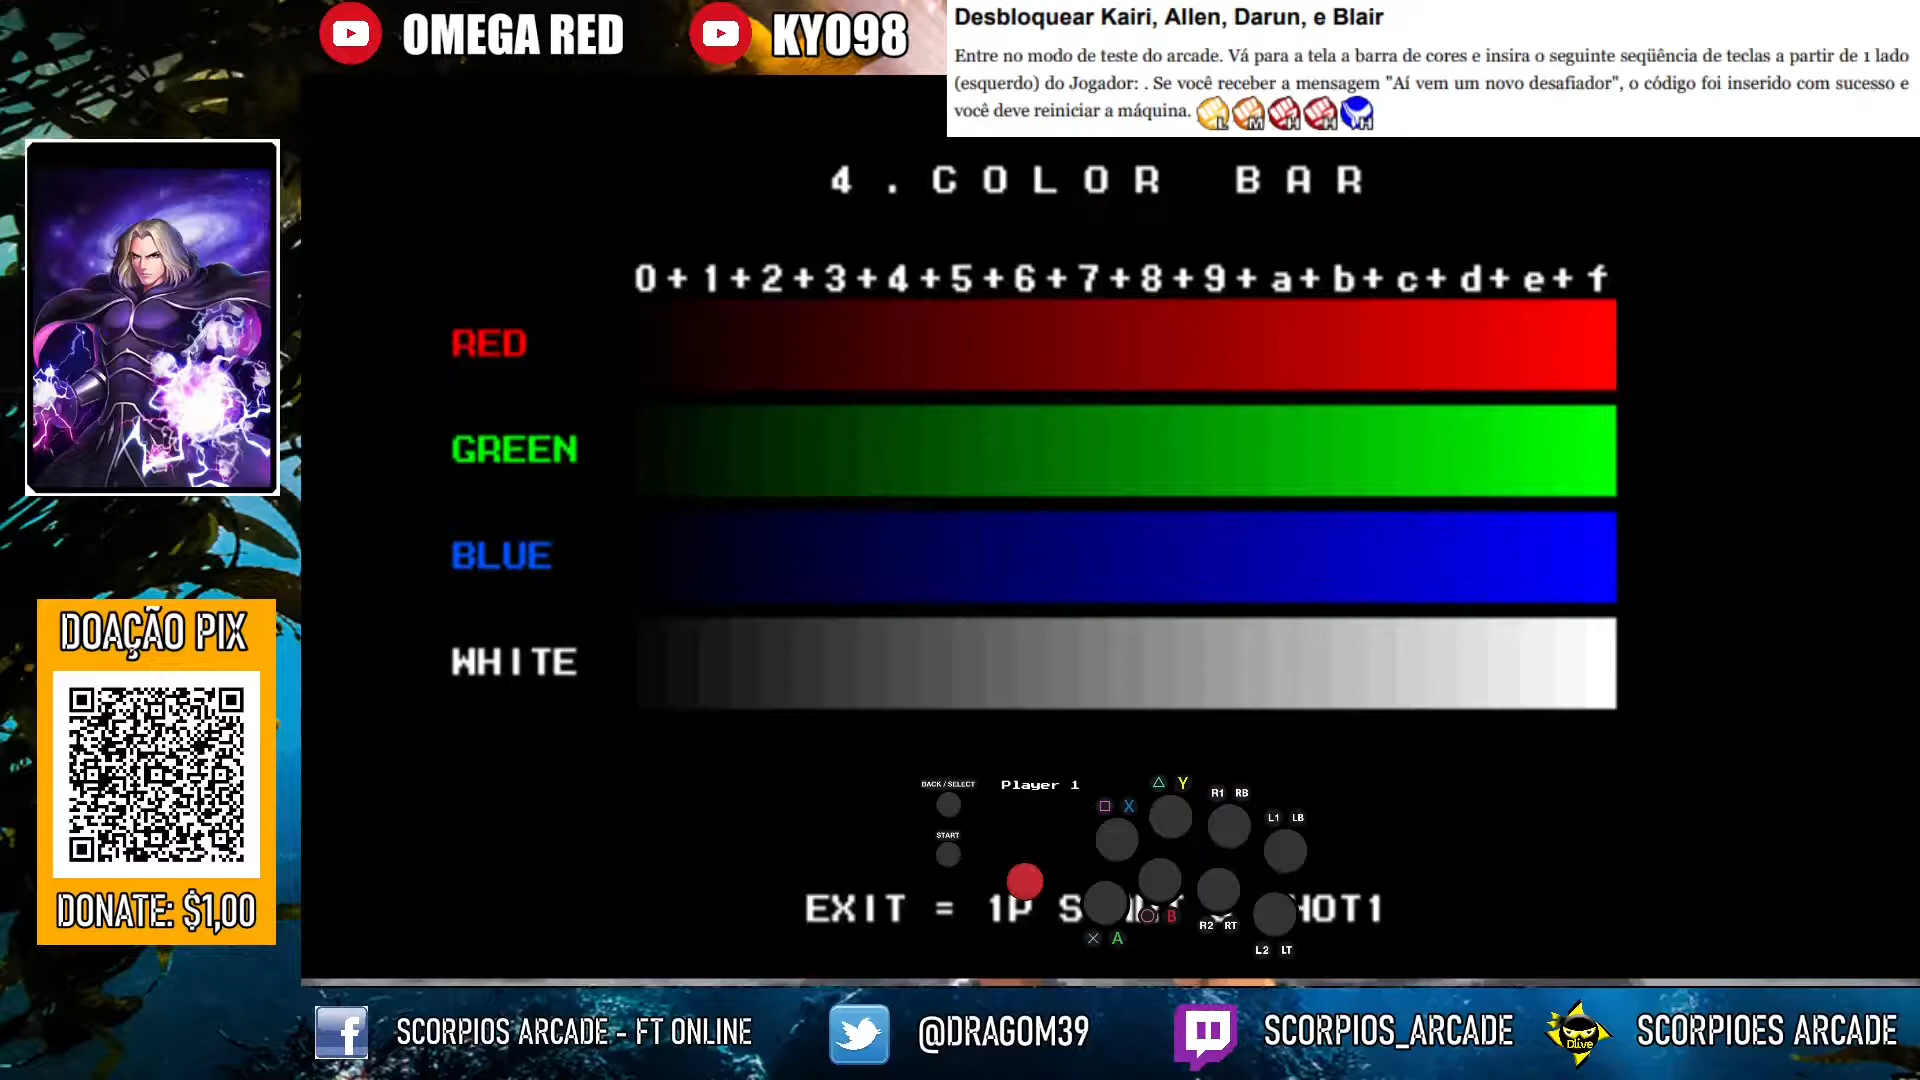 OMEGA RED
KYO98
Desbloquear Kairi, Allen, Darun, e Blair
Entre no modo de teste do arcade. Vá para a tela a barra de cores e insira o seguinte seqüência de teclas a partir de 1 lado
(esquerdo) do Jogador: . Se você receber a mensagem "Aí vem um novo desafiador", o código foi inserido com sucesso e
você deve reiniciar a máquina. L M H H H
4.COLOR BAR
0+1+2+3+4+5+6+7+8+9+a+b+c+d+e+f
RED
GREEN
BLUE
WHITE
DOAÇÃO PIX
DONATE: $1,00
BACK / SELECT
Player 1
START
X
Y
R1 RB
L1 LB
A
B
R2 RT
L2 LT
EXIT = 1P
HOT1
SCORPIOS ARCADE - FT ONLINE
@DRAGOM39
SCORPIOS_ARCADE
Dlive
SCORPIOES ARCADE